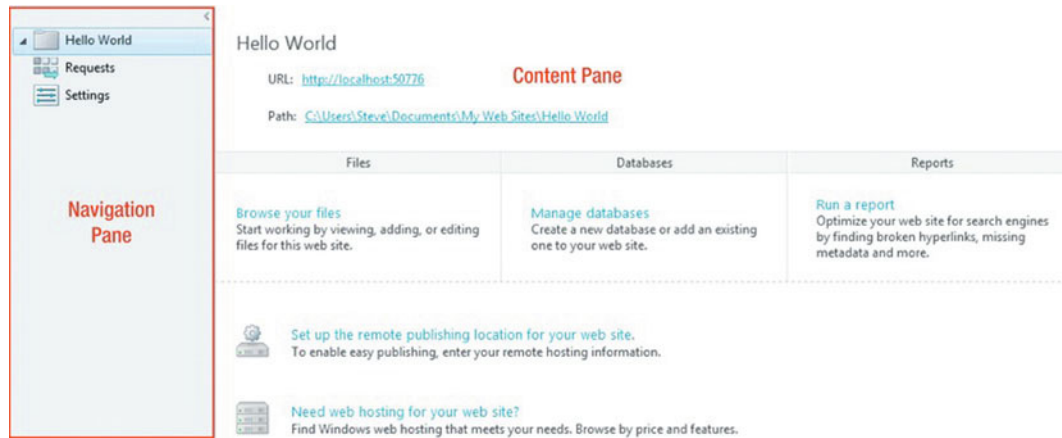 Hello World
Requests
Settings
Navigation
Pane
Hello World
Content Pane
URL: http://localhost:50776
Path: C:\Users\Steve\Documents\My Web Sites\Hello World
Files
Databases
Reports
Browse your files
Start working by viewing, adding, or editing
files for this web site.
Manage databases
Create a new database or add an existing
one to your web site.
Run a report
Optimize your web site for search engines
by finding broken hyperlinks, missing
metadata and more.
Set up the remote publishing location for your web site.
To enable easy publishing, enter your remote hosting information.
Need web hosting for your web site?
Find Windows web hosting that meets your needs. Browse by price and features.